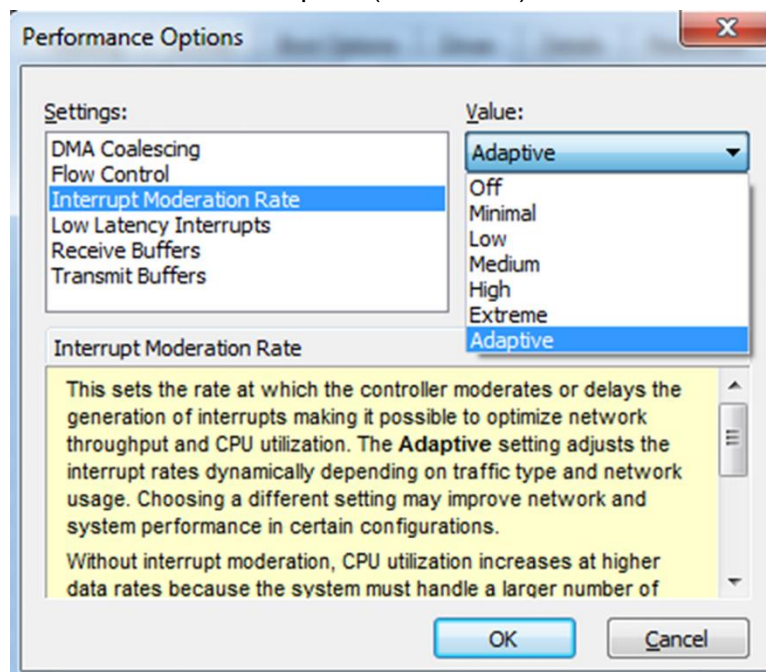 Performance Options
Settings:
Value:
DMA Coalescing
Flow Control
Interrupt Moderation Rate
Low Latency Interrupts
Receive Buffers
Transmit Buffers
Adaptive
Off
Minimal
Low
Medium
High
Extreme
Adaptive
Interrupt Moderation Rate
This sets the rate at which the controller moderates or delays the
generation of interrupts making it possible to optimize network
throughput and CPU utilization. The Adaptive setting adjusts the
interrupt rates dynamically depending on traffic type and network
usage. Choosing a different setting may improve network and
system performance in certain configurations.
Without interrupt moderation, CPU utilization increases at higher
data rates because the system must handle a larger number of
OK
Cancel